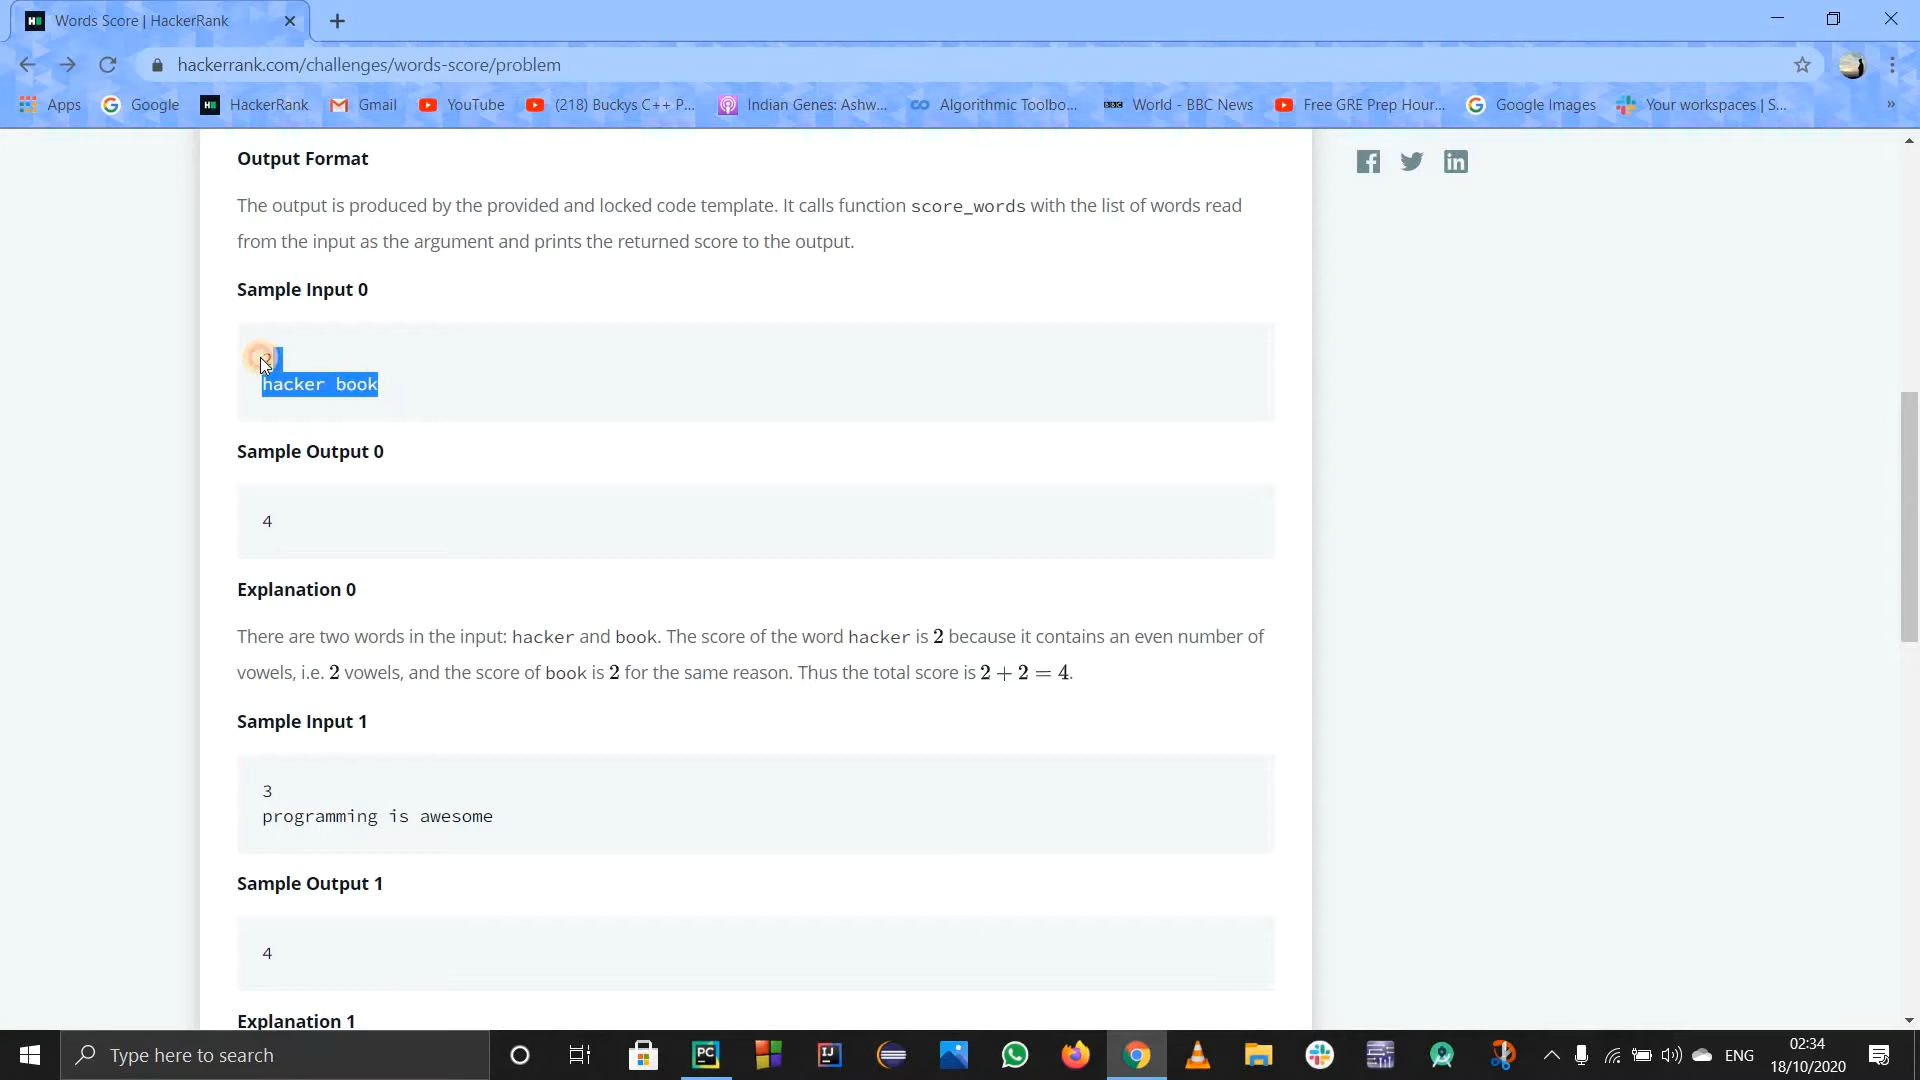 Words Score | HackerRank
hackerrank.com/challenges/words-score/problem
Apps Google HackerRank Gmail YouTube (218) Buckys C++ P... Indian Genes: Ashw... Algorithmic Toolbo... BBC World - BBC News Free GRE Prep Hour... Google Images Your workspaces | S... »
Output Format
The output is produced by the provided and locked code template. It calls function score_words with the list of words read
from the input as the argument and prints the returned score to the output.
Sample Input 0
2
hacker book
Sample Output 0
4
Explanation 0
There are two words in the input: hacker and book. The score of the word hacker is 2 because it contains an even number of
vowels, i.e. 2 vowels, and the score of book is 2 for the same reason. Thus the total score is 2 + 2 = 4.
Sample Input 1
3
programming is awesome
Sample Output 1
4
Explanation 1
Type here to search
PC
IJ
ENG
02:34
18/10/2020